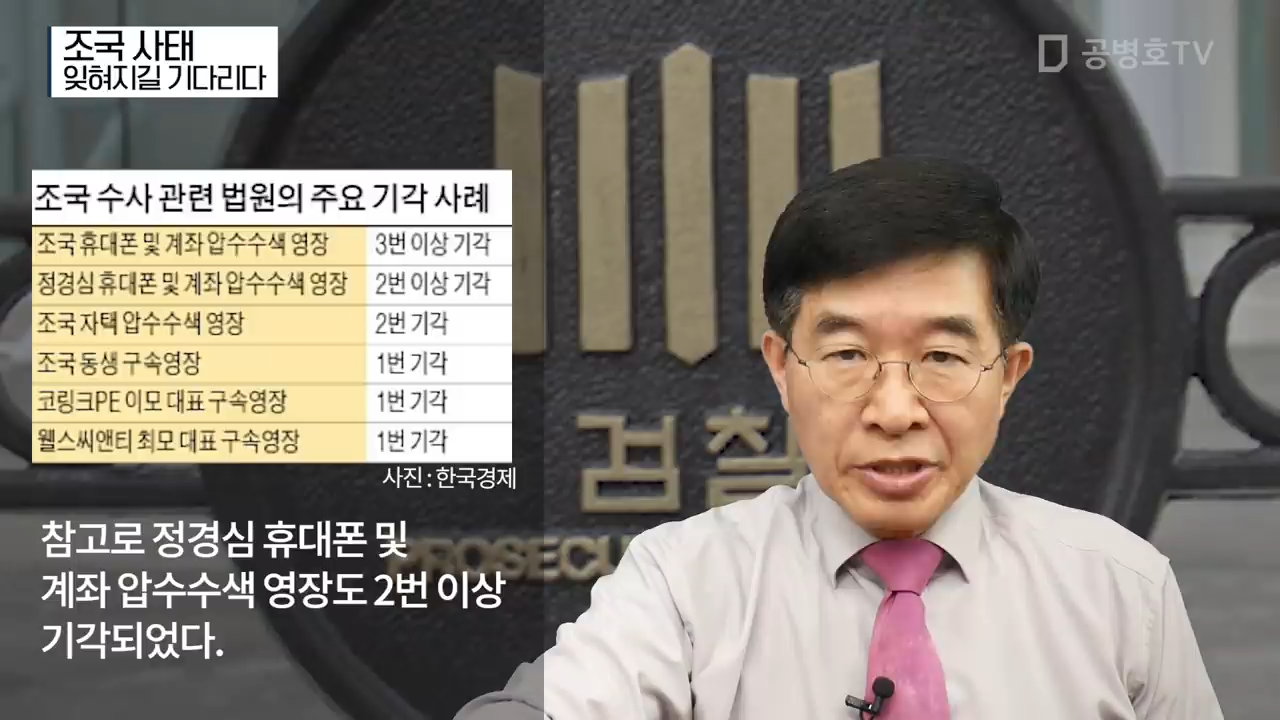 조국 사태
잊혀지길 기다리다
공병호TV
조국 수사 관련 법원의 주요 기각 사례
조국 휴대폰 및 계좌 압수수색 영장 3번 이상 기각
정경심 휴대폰 및 계좌 압수수색 영장 2번 이상 기각
조국 자택 압수수색 영장 2번 기각
조국 동생 구속영장 1번 기각
코링크PE 이모 대표 구속영장 1번 기각
웰스씨앤티 최모 대표 구속영장 1번 기각
사진 : 한국경제
검찰
참고로 정경심 휴대폰 및
계좌 압수수색 영장도 2번 이상
기각되었다.